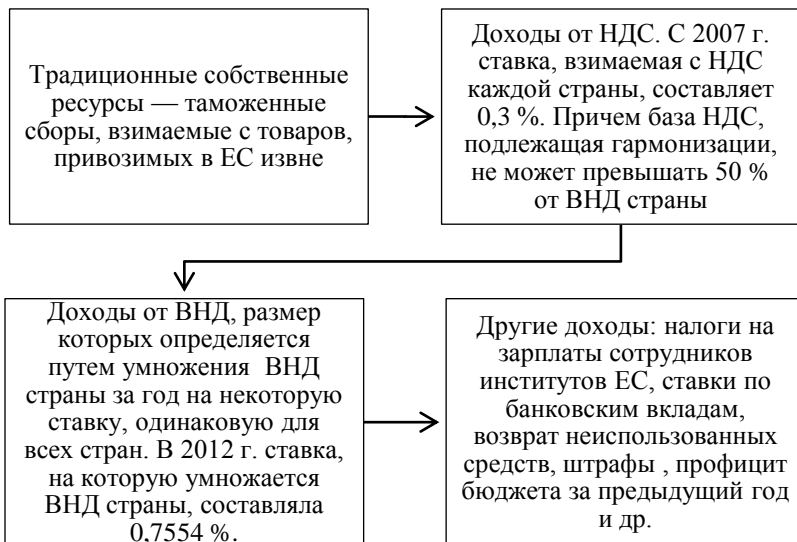 Традиционные собственные
ресурсы — таможенные
сборы, взимаемые с товаров,
привозимых в ЕС извне
Доходы от НДС. С 2007 г.
ставка, взимаемая с НДС
каждой страны, составляет
0,3 %. Причем база НДС,
подлежащая гармонизации,
не может превышать 50 %
от ВНД страны
Доходы от ВНД, размер
которых определяется
путем умножения ВНД
страны за год на некоторую
ставку, одинаковую для
всех стран. В 2012 г. ставка,
на которую умножается
ВНД страны, составляла
0,7554 %.
Другие доходы: налоги на
зарплаты сотрудников
институтов ЕС, ставки по
банковским вкладам,
возврат неиспользованных
средств, штрафы , профицит
бюджета за предыдущий год
и др.